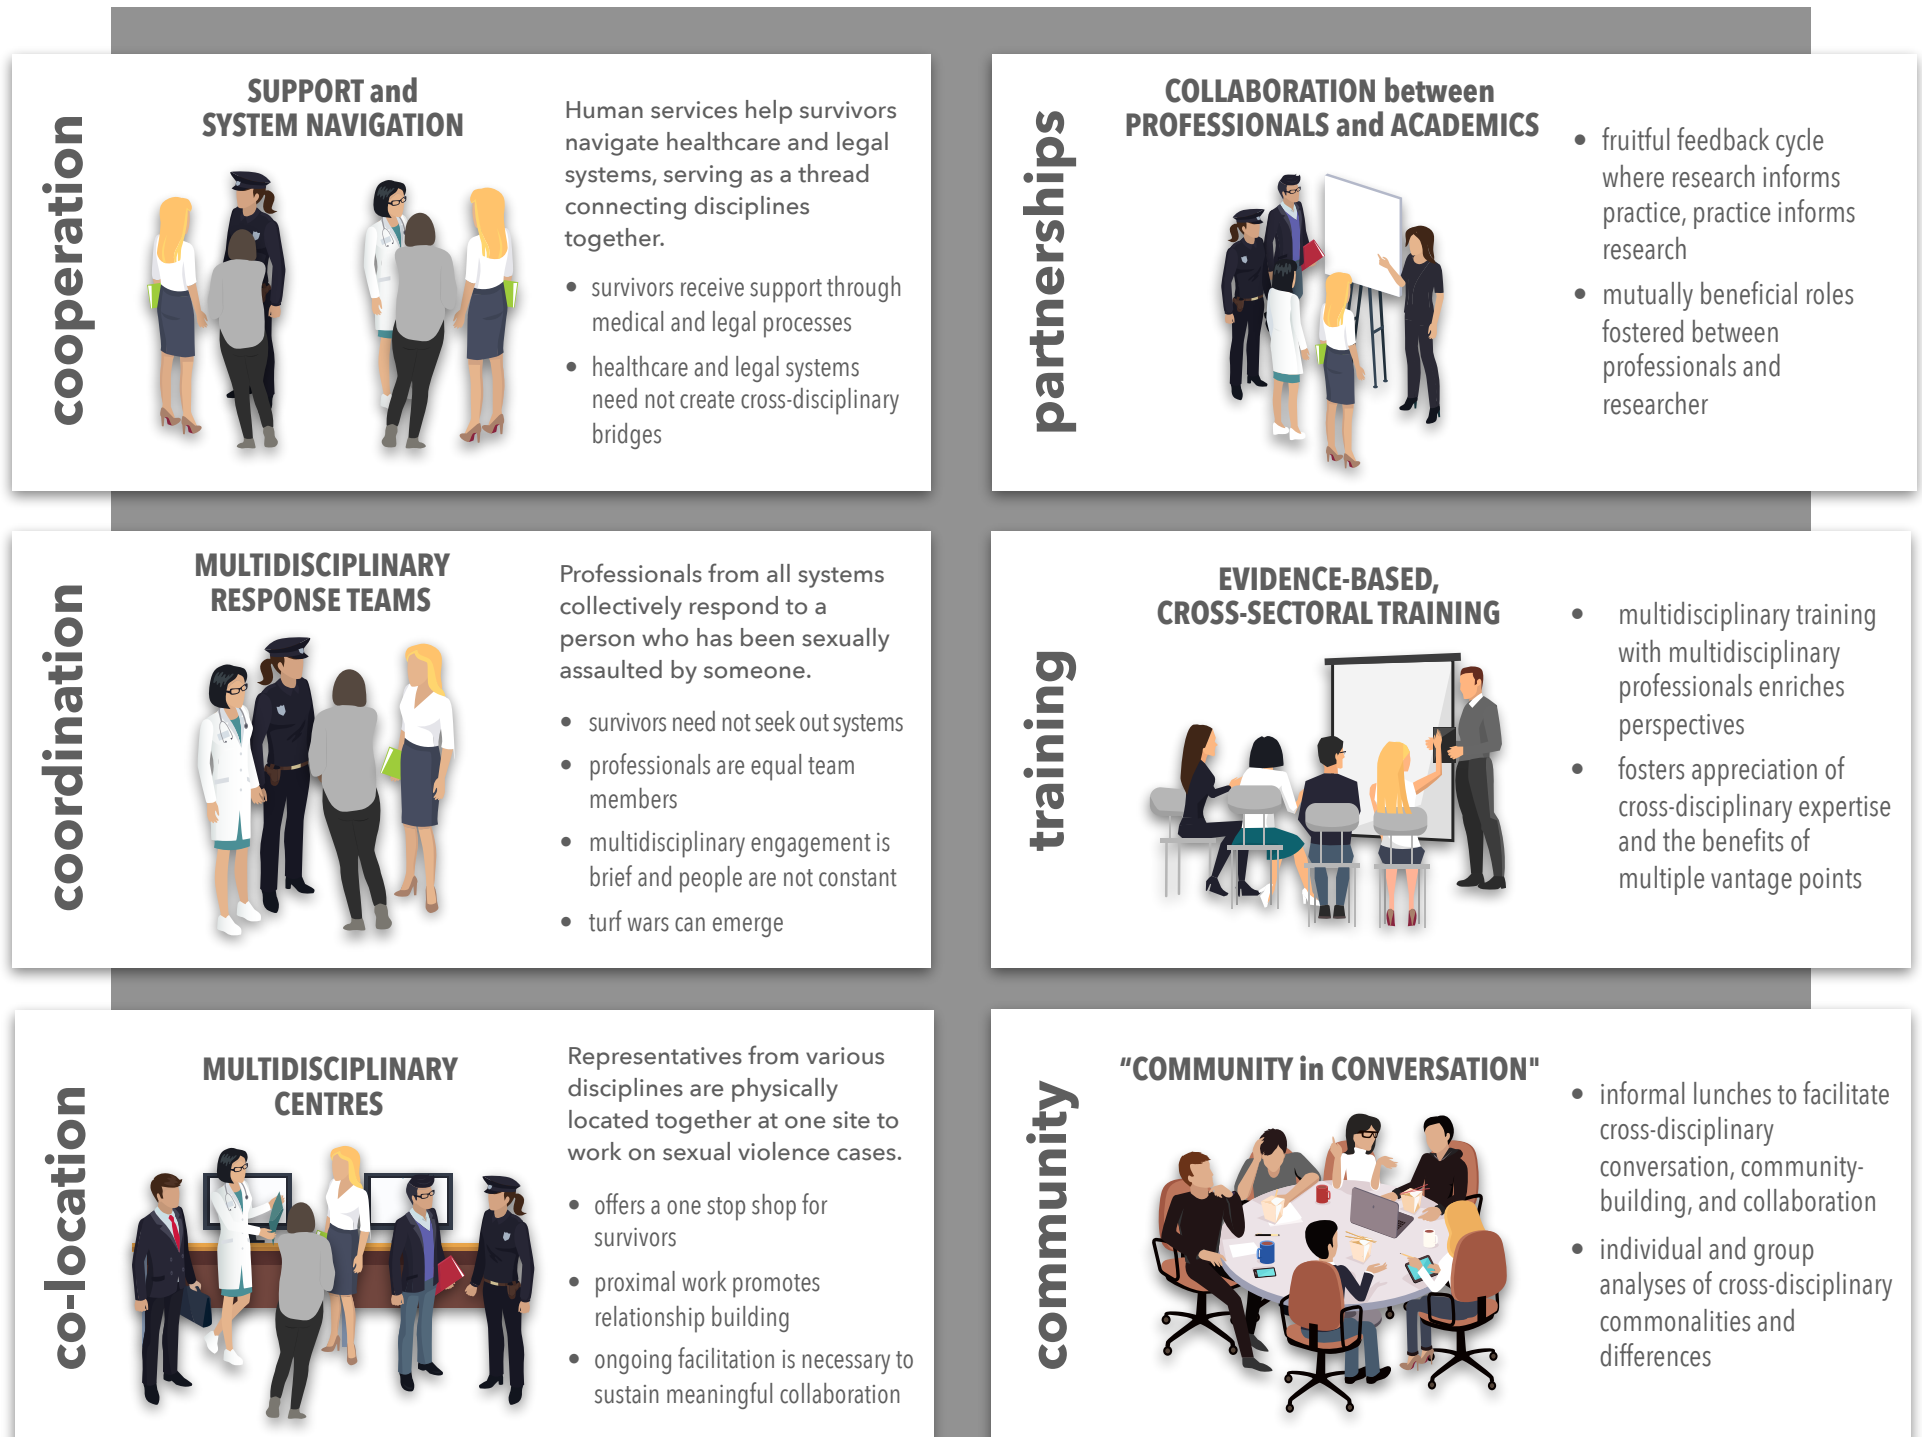 cooperation
SUPPORT and
SYSTEM NAVIGATION
Human services help survivors
navigate healthcare and legal
systems, serving as a thread
connecting disciplines
together.
• survivors receive support through
medical and legal processes
• healthcare and legal systems
need not create cross-disciplinary
bridges
partnerships
COLLABORATION between
PROFESSIONALS and ACADEMICS
• fruitful feedback cycle
where research informs
practice, practice informs
research
• mutually beneficial roles
fostered between
professionals and
researcher
coordination
MULTIDISCIPLINARY
RESPONSE TEAMS
Professionals from all systems
collectively respond to a
person who has been sexually
assaulted by someone.
• survivors need not seek out systems
• professionals are equal team
members
• multidisciplinary engagement is
brief and people are not constant
• turf wars can emerge
training
EVIDENCE-BASED,
CROSS-SECTORAL TRAINING
• multidisciplinary training
with multidisciplinary
professionals enriches
perspectives
• fosters appreciation of
cross-disciplinary expertise
and the benefits of
multiple vantage points
co-location
MULTIDISCIPLINARY
CENTRES
Representatives from various
disciplines are physically
located together at one site to
work on sexual violence cases.
• offers a one stop shop for
survivors
• proximal work promotes
relationship building
• ongoing facilitation is necessary to
sustain meaningful collaboration
community
“COMMUNITY in CONVERSATION"
• informal lunches to facilitate
cross-disciplinary
conversation, community-
building, and collaboration
• individual and group
analyses of cross-disciplinary
commonalities and
differences